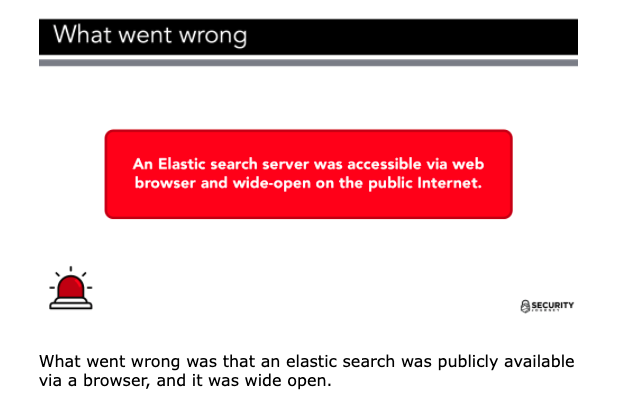 What went wrong
An Elastic search server was accessible via web
browser and wide-open on the public Internet.
SECURITY
JOURNEY
What went wrong was that an elastic search was publicly available
via a browser, and it was wide open.